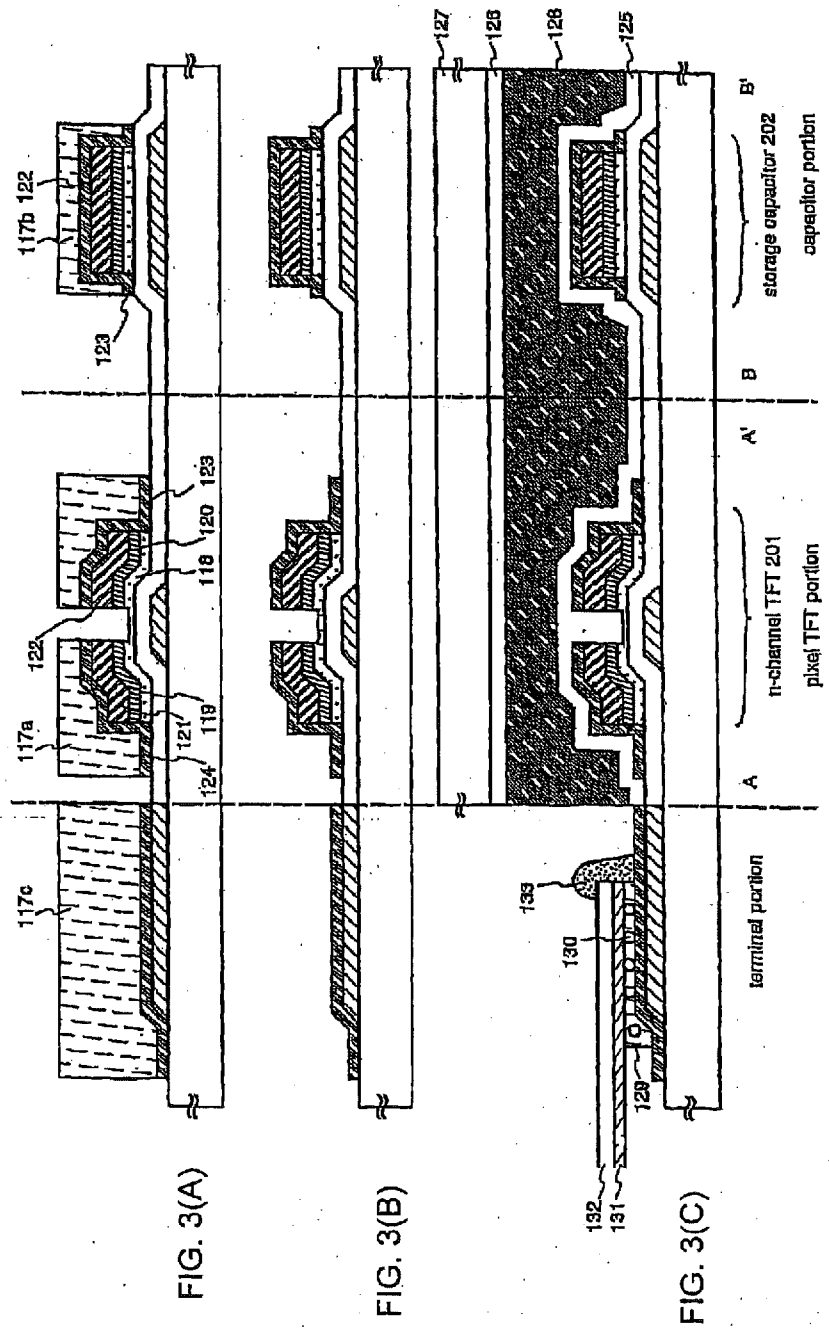 117c
117a
122
124
121
119
118
120
123
117b
122
123
FIG. 3(A)
FIG. 3(B)
127
126
128
125
133
130
129
132
131
FIG. 3(C)
terminal portion
A
n-channel TFT 201
pixel TFT portion
A'
B
storage capacitor 202
capacitor portion
B'